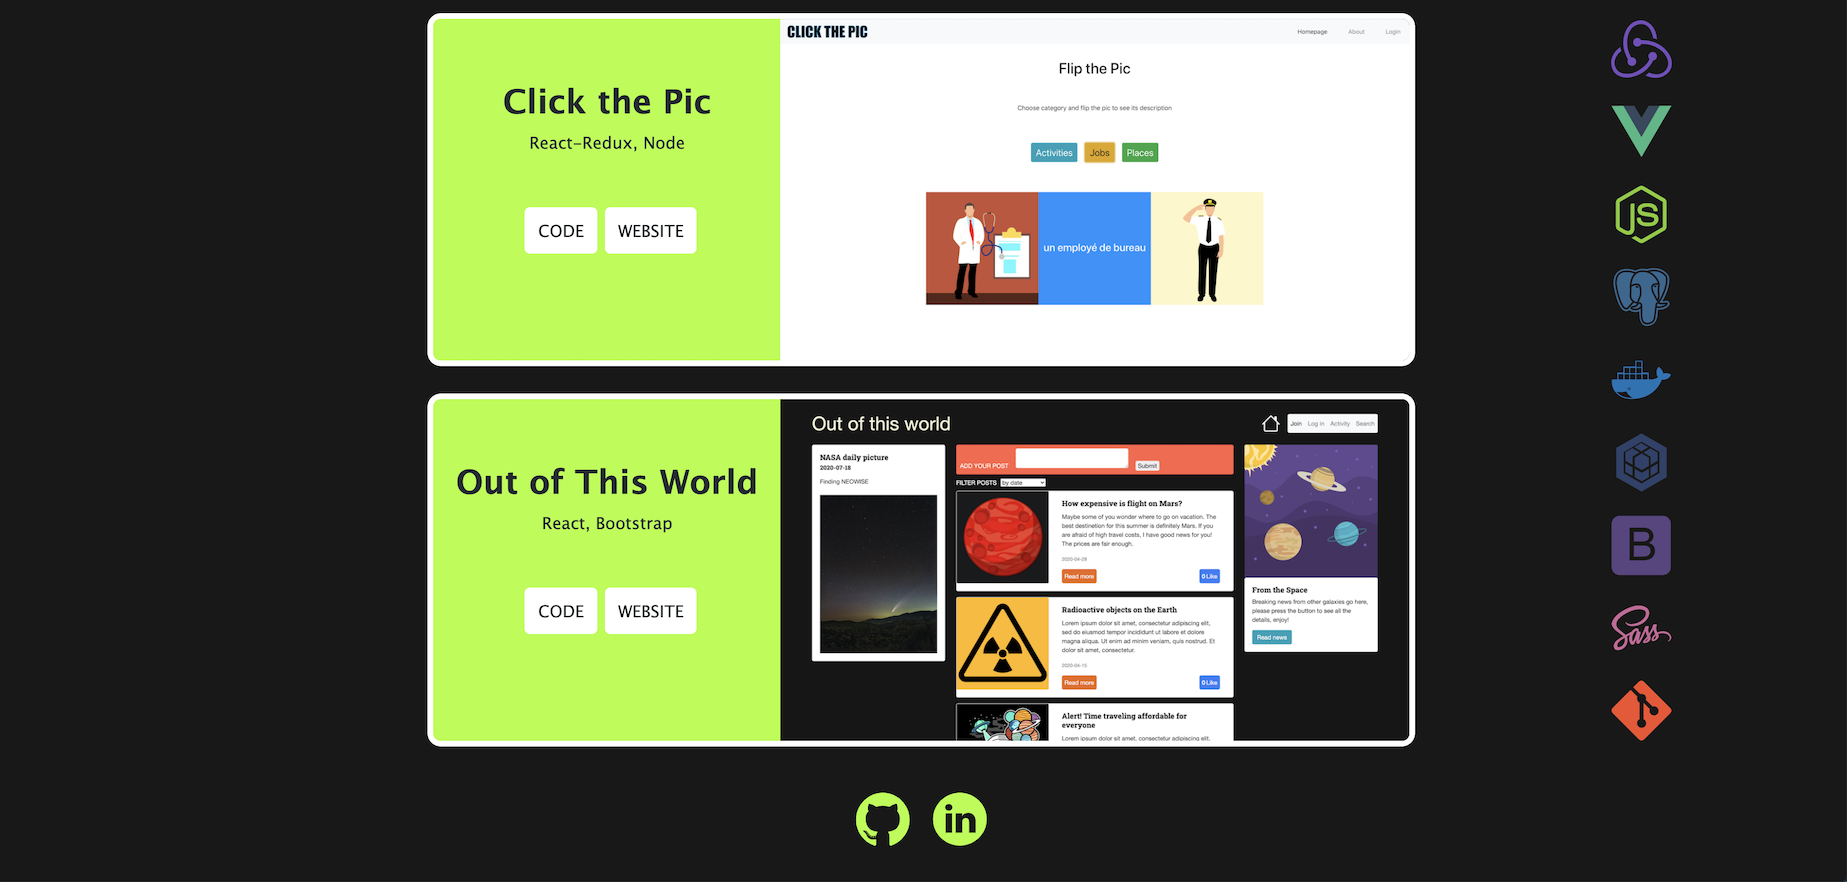 Click the Pic
React-Redux, Node
CODE
WEBSITE
CLICK THE PIC
Homepage
About
Login
Flip the Pic
Choose category and flip the pic to see its description
Activities
Jobs
Places
un employé de bureau
JS
Out of This World
React, Bootstrap
CODE
WEBSITE
Out of this world
Join
Log in
Activity
Search
NASA daily picture
2020-07-18
Finding NEOWISE
ADD YOUR POST
Submit
FILTER POSTS
by date
How expensive is flight on Mars?
Maybe some of you wonder where to go on vacation. The
best destinetion for this summer is definitely Mars. If you
are afraid of high travel costs, I have good news for you!
The prices are fair enough.
2020-04-28
Read more
0 Like
Radioactive objects on the Earth
Lorem ipsum dolor sit amet, consectetur adipiscing elit,
sed do eiusmod tempor incididunt ut labore et dolore
magna aliqua. Ut enim ad minim veniam, quis nostrud. Et
dolor sit amet, consectetur.
2020-04-15
Read more
0 Like
Alert! Time traveling affordable for
everyone
Lorem ipsum dolor sit amet, consectetur adipiscing elit,
From the Space
Breaking news from other galaxies go here,
please press the button to see all the
details, enjoy!
Read news
B
Sass
in